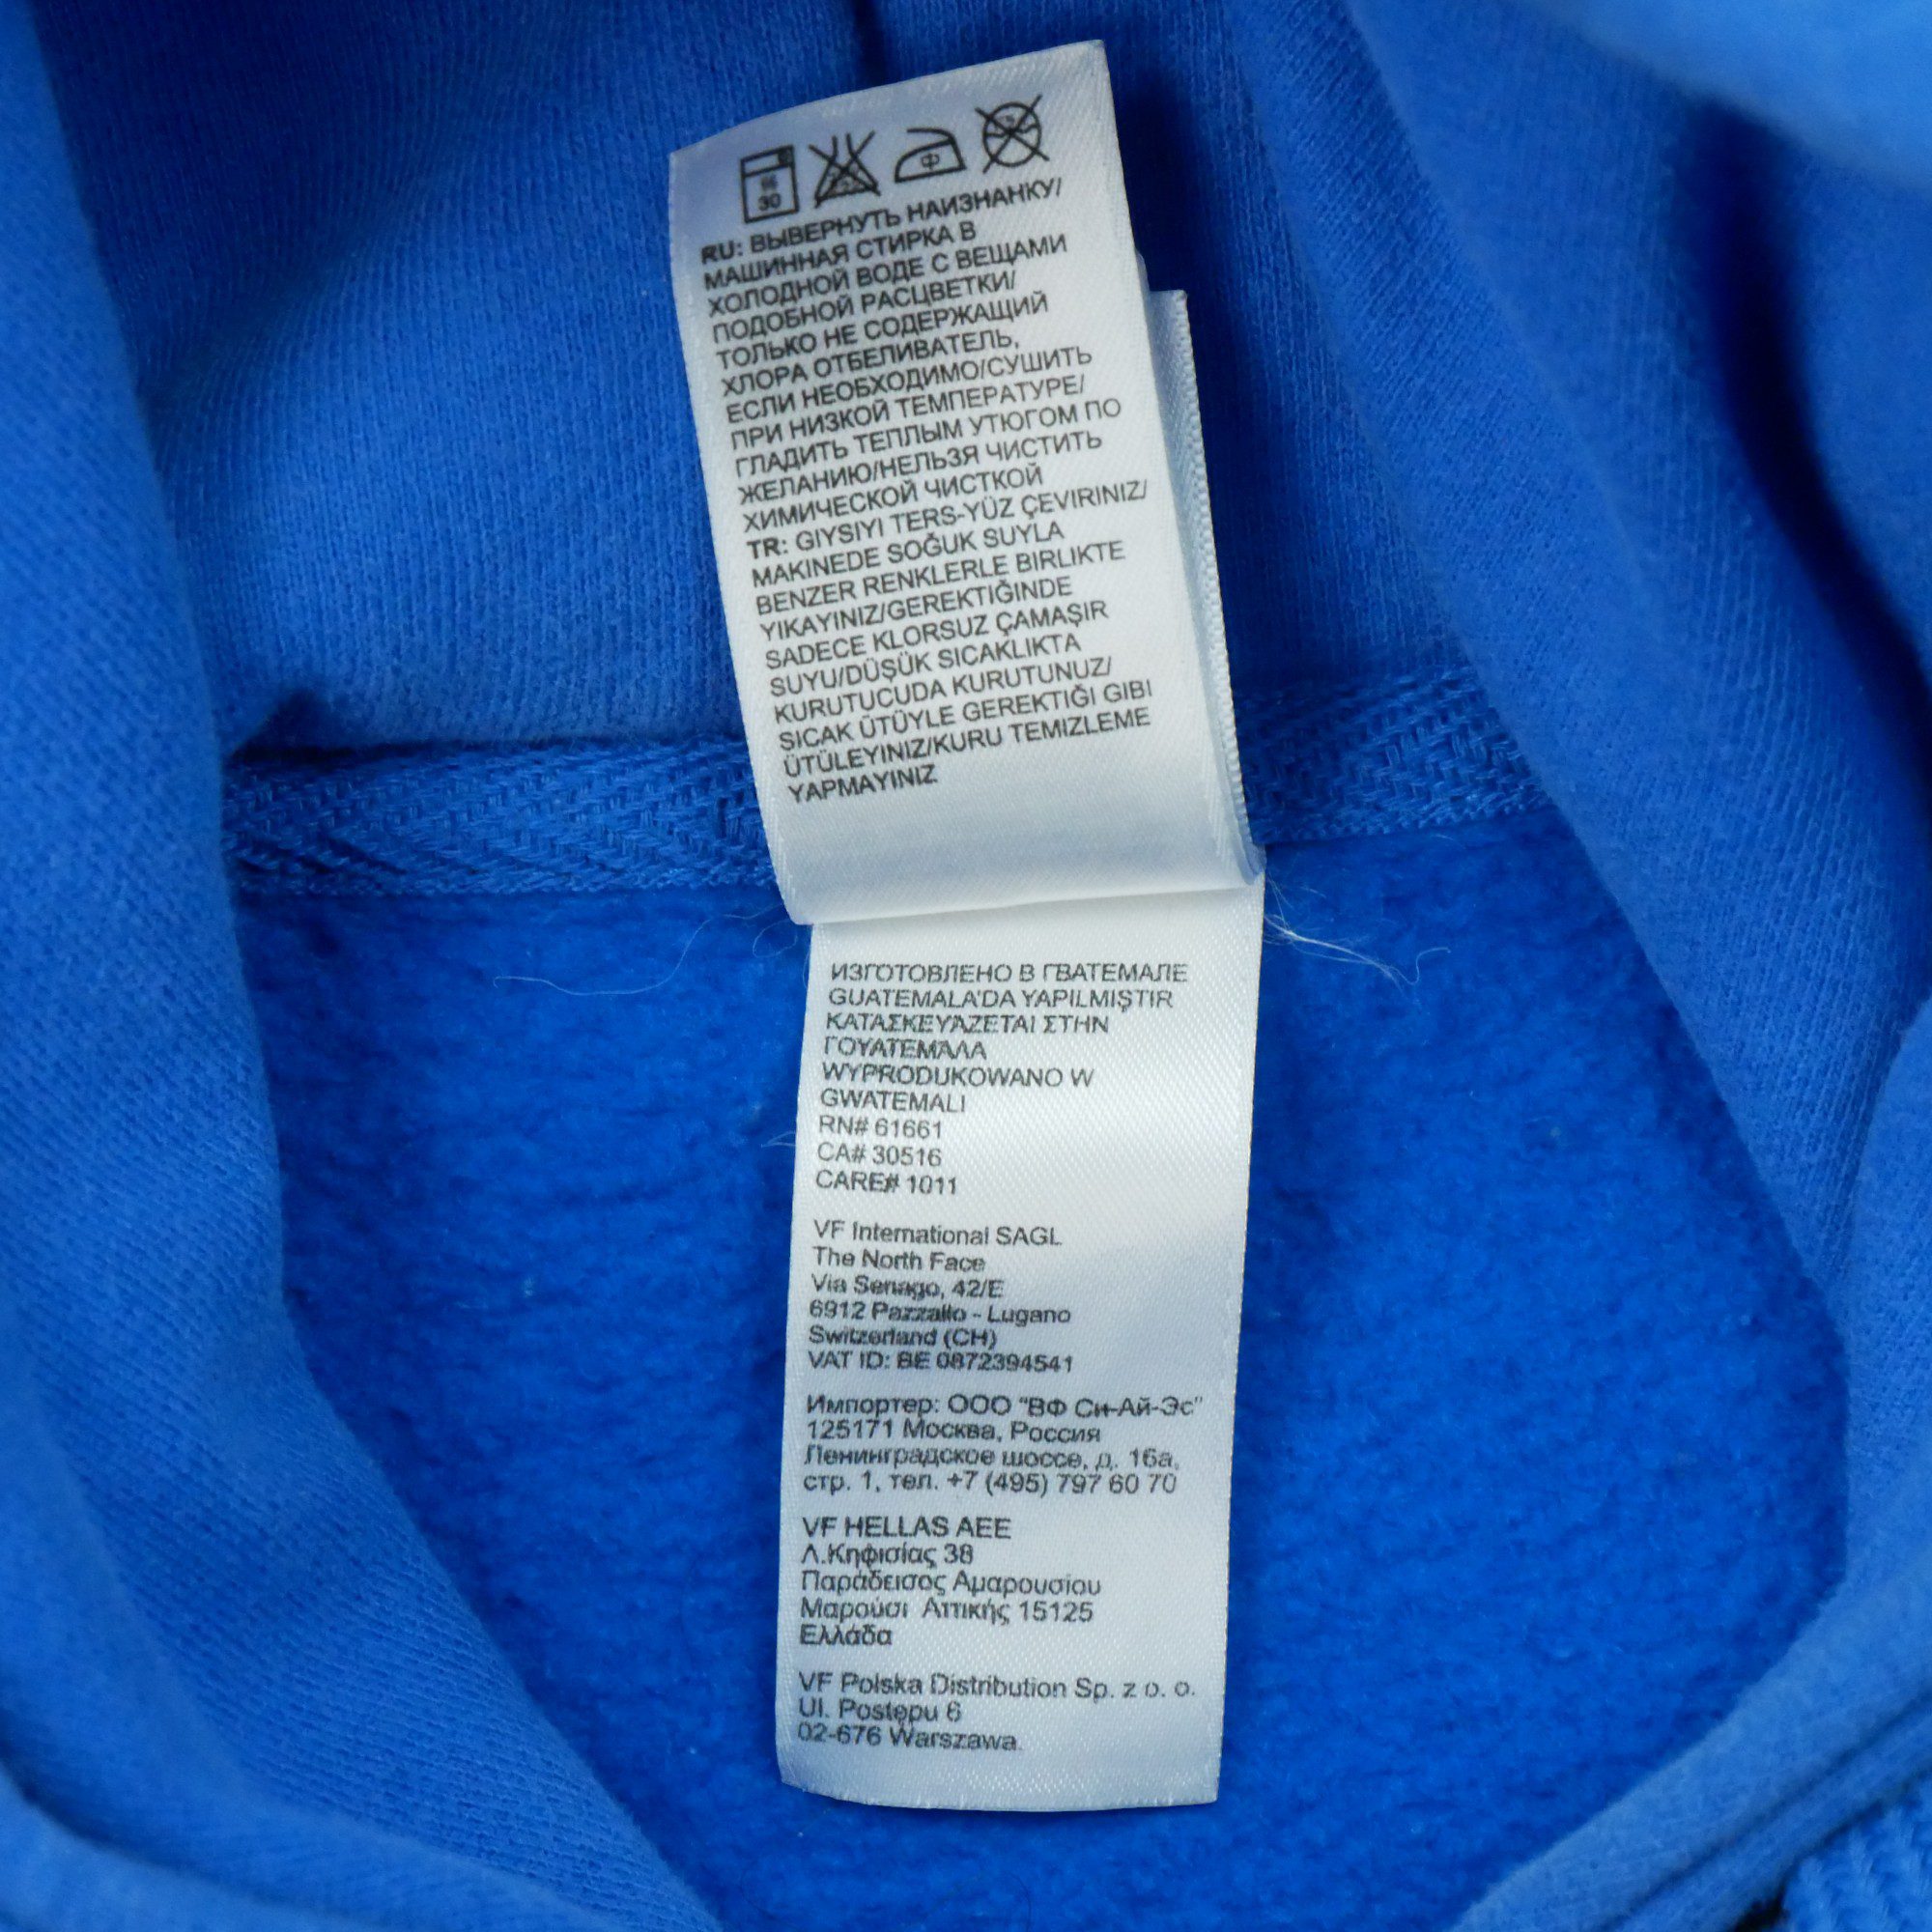 30
RU: ВЫВЕРНУТЬ НАИЗНАНКУ/
МАШИННАЯ СТИРКА В
ХОЛОДНОЙ ВОДЕ С ВЕЩАМИ
ПОДОБНОЙ РАСЦВЕТКИ/
ТОЛЬКО НЕ СОДЕРЖАЩИЙ
ХЛОРА ОТБЕЛИВАТЕЛЬ,
ЕСЛИ НЕОБХОДИМО/СУШИТЬ
ПРИ НИЗКОЙ ТЕМПЕРАТУРЕ/
ГЛАДИТЬ ТЕПЛЫМ УТЮГОМ ПО
ЖЕЛАНИЮ/НЕЛЬЗЯ ЧИСТИТЬ
ХИМИЧЕСКОЙ ЧИСТКОЙ
TR: GIYSIYI TERS-YÜZ ÇEVIRINIZ/
MAKINEDE SOĞUK SUYLA
BENZER RENKLERLE BIRLIKTE
YIKAYINIZ/GEREKTIĞINDE
SADECE KLORSUZ ÇAMAŞIR
SUYU/DÜŞÜK SICAKLIKTA
KURUTUCUDA KURUTUNUZ/
SICAK ÜTÜYLE GEREKTIĞI GIBI
ÜTÜLEYINIZ/KURU TEMIZLEME
YAPMAYINIZ
ИЗГОТОВЛЕНО В ГВАТЕМАЛЕ
GUATEMALA'DA YAPILMIŞTIR
ΚΑΤΑΣΚΕΥΆΖΕΤΑΙ ΣΤΗΝ
ΓΟΥΑΤΕΜΆΛΑ
WYPRODUKOWANO W
GWATEMALI
RN# 61661
CA# 30516
CARE# 1011
VF International SAGL
The North Face
Via Senago, 42/E
6912 Pazzallo - Lugano
Switzerland (CH)
VAT ID: BE 0872394541
Импортер: ООО "ВФ Си-Ай-Эс"
125171 Москва, Россия
Ленинградское шоссе, д. 16а,
стр. 1, тел. +7 (495) 797 60 70
VF HELLAS AEE
Λ.Κηφισίας 38
Παράδεισος Αμαρουσίου
Μαρούσι Αττικής 15125
Ελλάδα
VF Polska Distribution Sp. z o. o.
Ul. Postępu 6
02-676 Warszawa.